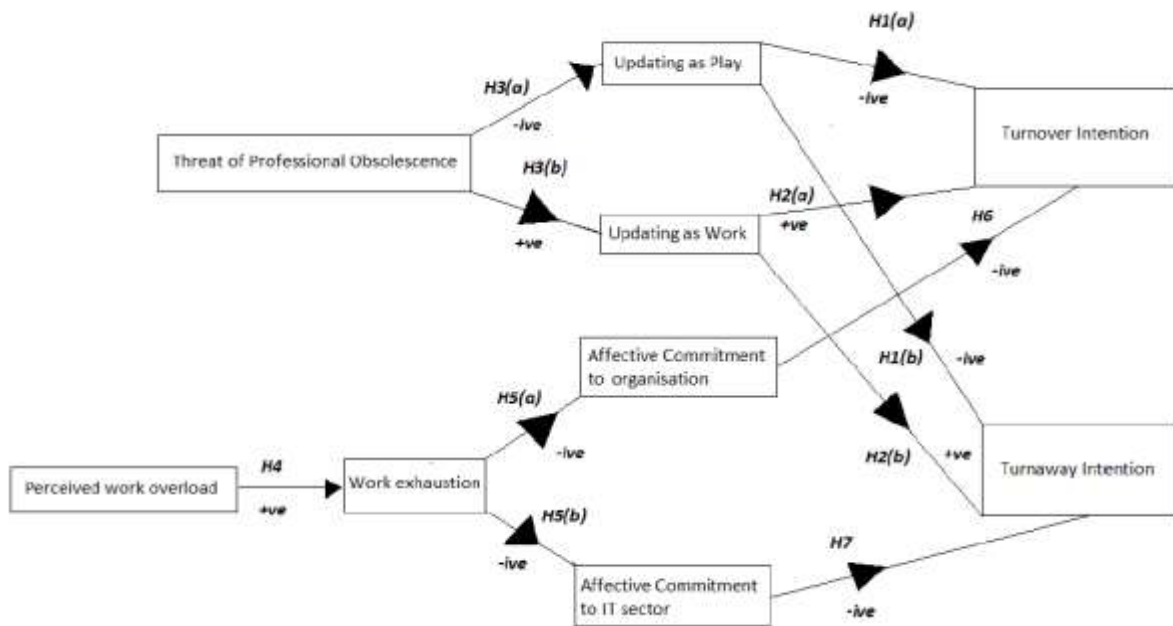 H1(a)
Updating as Play
H3(a)
-ive
-ive
Turnover Intention
Threat of Professional Obsolescence
H3(b)
H2(a)
+ve
H6
Updating as Work
+ve
-ive
Affective Commitment
to organisation
H1(b)
-ive
H5(a)
-ive
H2(b)
+ve
Turnaway Intention
H4
Work exhaustion
Perceived work overload
+ve
H5(b)
-ive
H7
Affective Commitment
to IT sector
-ive